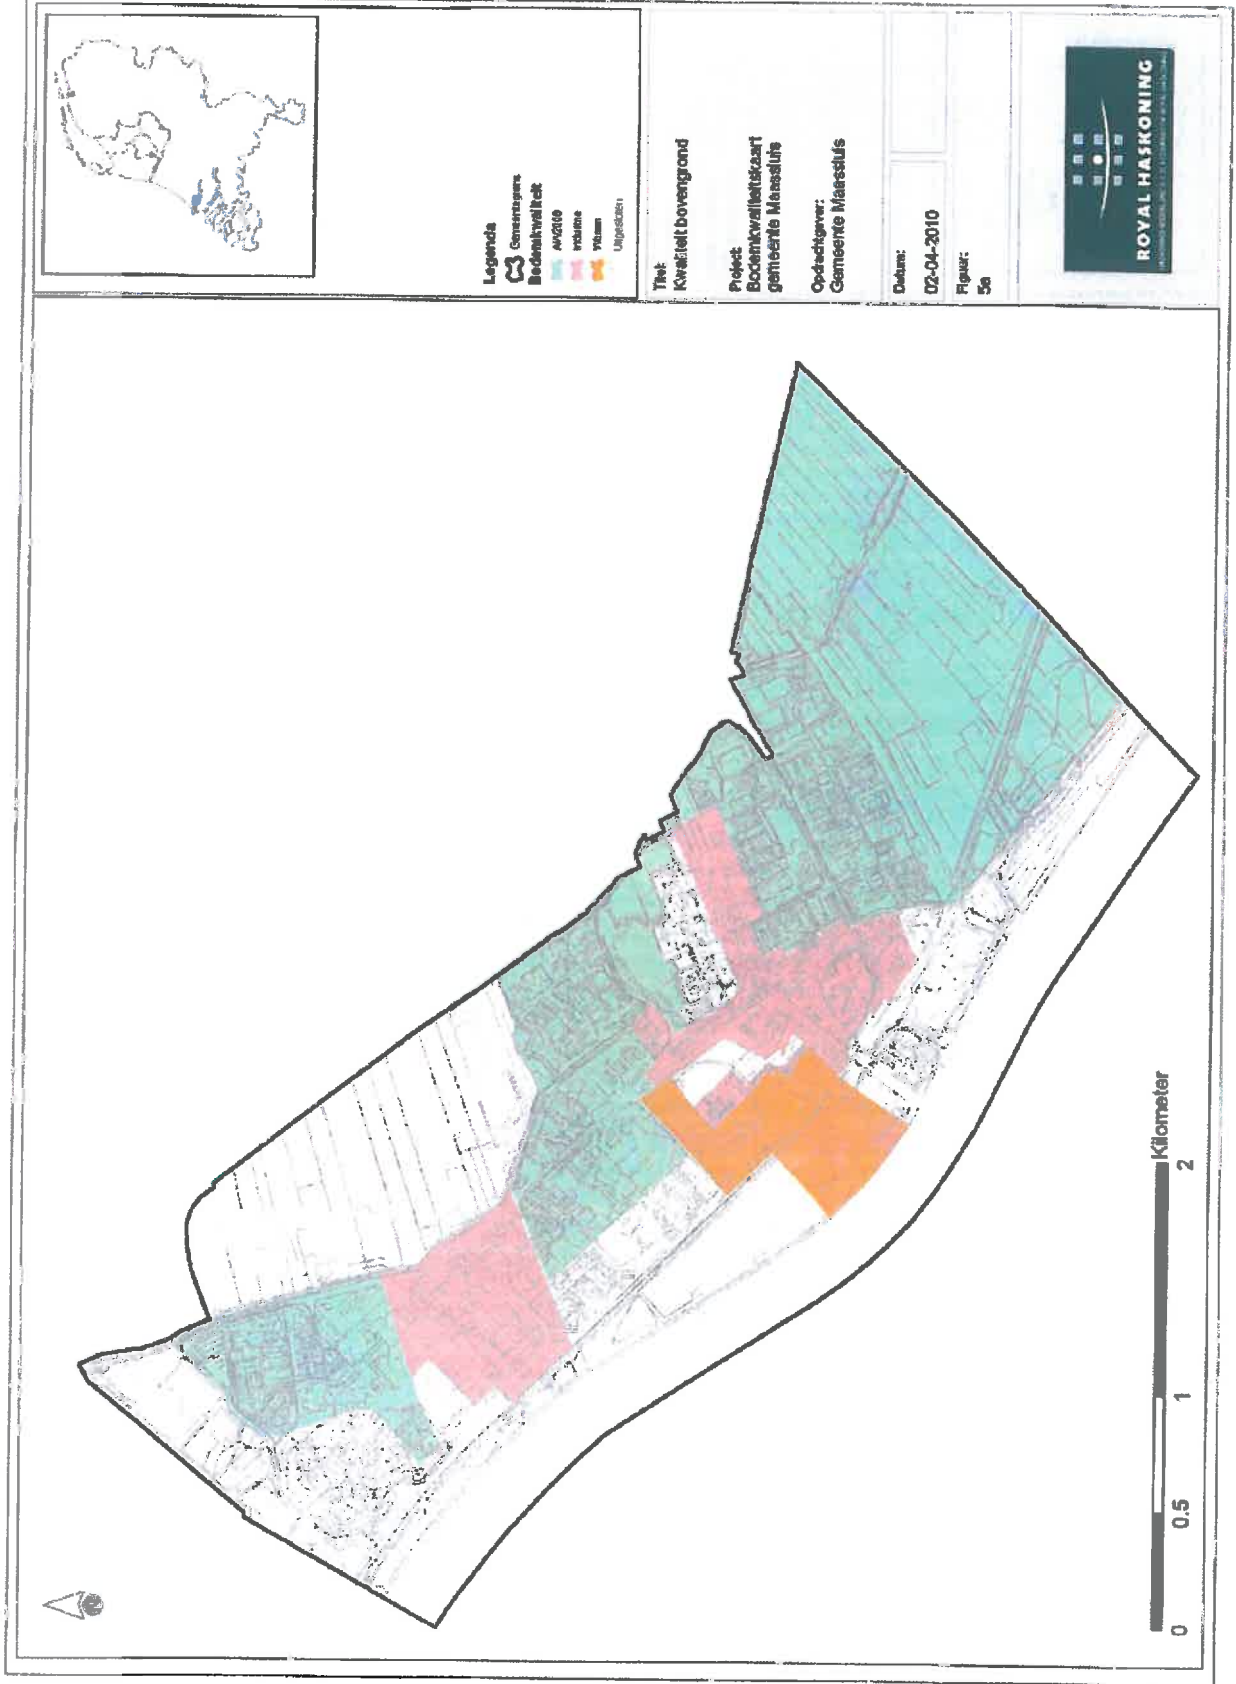 Legenda
Gemeentegrens
Bodemkwaliteit
AW2000
Industrie
Wonen
Uitgesloten
Titel:
Kwaliteit bovengrond
Project:
Bodemkwaliteitskaart
gemeente Maassluis
Opdrachtgever:
Gemeente Maassluis
Datum:
02-04-2010
Figuur:
5a
ROYAL HASKONING
0 0.5 1 2
Kilometer